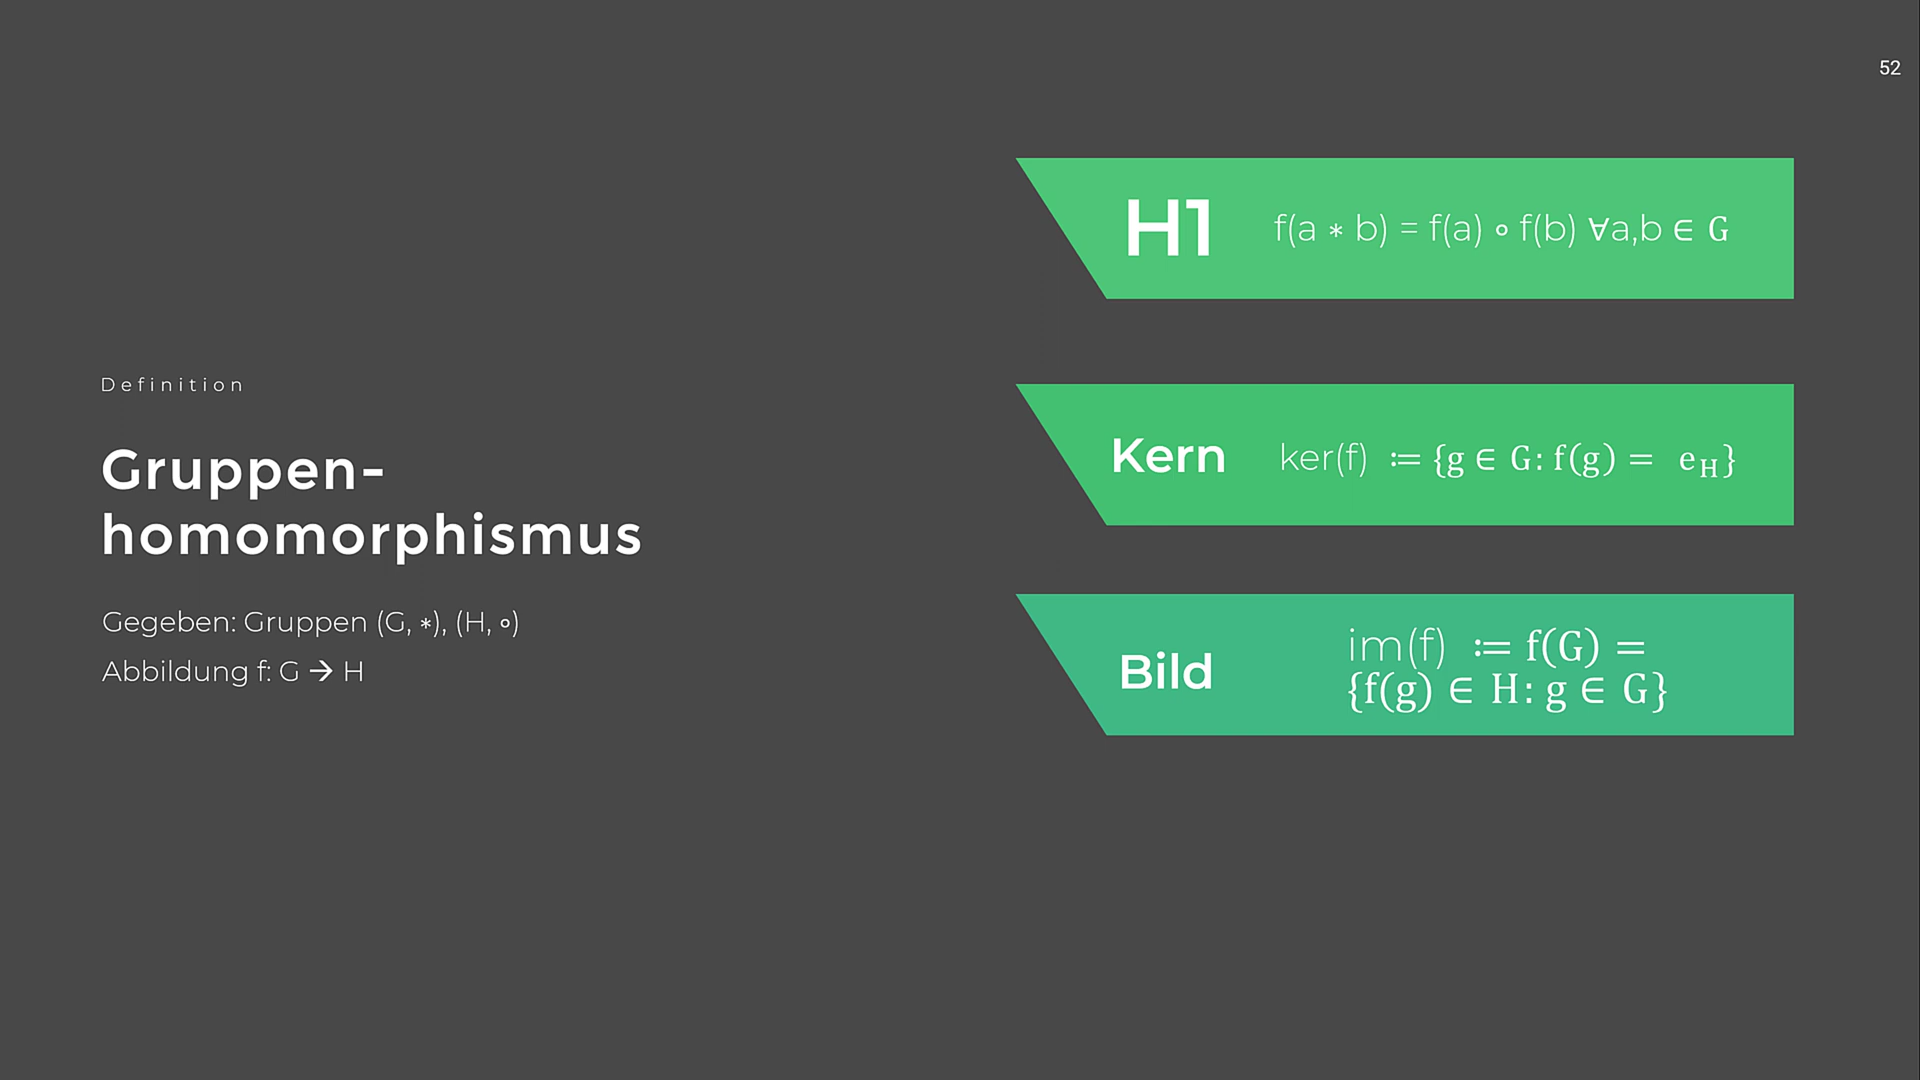 52
Definition
Gruppen-
homomorphismus
Gegeben: Gruppen (G, ∗), (H, ∘)
Abbildung f: G → H
H1
f(a ∗ b) = f(a) ∘ f(b) ∀a,b ∈ G
Kern
ker(f) ≔ {g ∈ G: f(g) = e_H}
Bild
im(f) ≔ f(G) =
{f(g) ∈ H: g ∈ G}